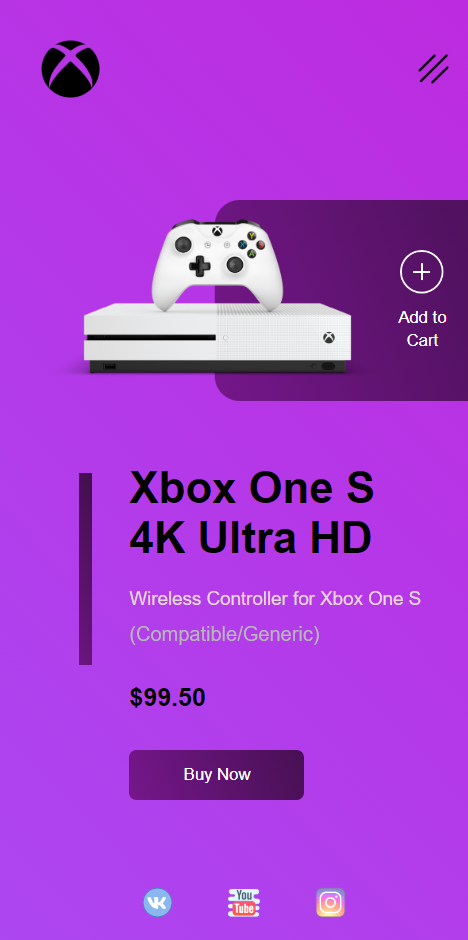 Add to
Cart
Xbox One S
4K Ultra HD
Wireless Controller for Xbox One S
(Compatible/Generic)
$99.50
Buy Now
You
Tube